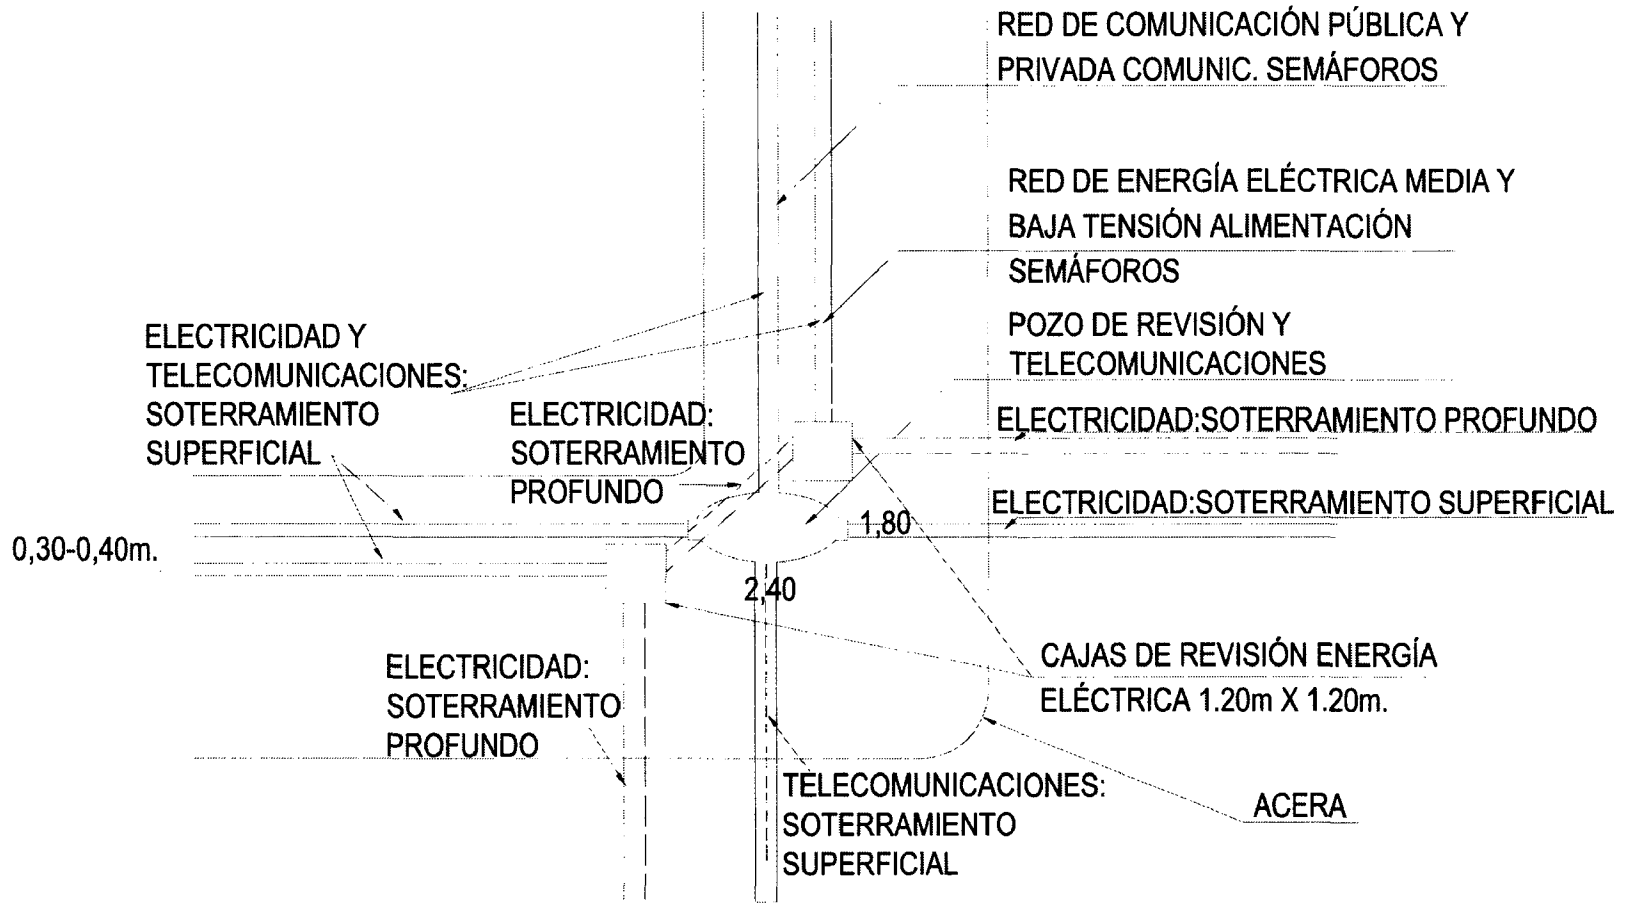 RED DE COMUNICACIÓN PÚBLICA Y
PRIVADA COMUNIC. SEMÁFOROS
RED DE ENERGÍA ELÉCTRICA MEDIA Y
BAJA TENSIÓN ALIMENTACIÓN
SEMÁFOROS
POZO DE REVISIÓN Y
TELECOMUNICACIONES
ELECTRICIDAD:SOTERRAMIENTO PROFUNDO
ELECTRICIDAD:SOTERRAMIENTO SUPERFICIAL
ELECTRICIDAD Y
TELECOMUNICACIONES:
SOTERRAMIENTO
SUPERFICIAL
ELECTRICIDAD:
SOTERRAMIENTO
PROFUNDO
0,30-0,40m.
1,80
2,40
ELECTRICIDAD:
SOTERRAMIENTO
PROFUNDO
CAJAS DE REVISIÓN ENERGÍA
ELÉCTRICA 1.20m X 1.20m.
TELECOMUNICACIONES:
SOTERRAMIENTO
SUPERFICIAL
ACERA